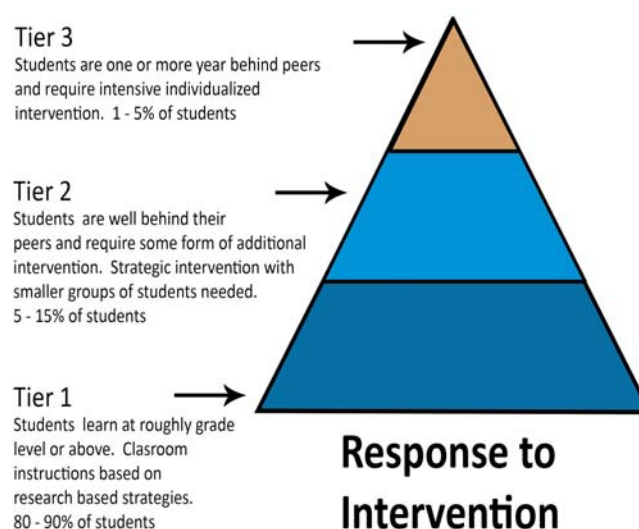 Tier 3
Students are one or more year behind peers
and require intensive individualized
intervention. 1 - 5% of students
Tier 2
Students are well behind their
peers and require some form of additional
intervention. Strategic intervention with
smaller groups of students needed.
5 - 15% of students
Tier 1
Students learn at roughly grade
level or above. Clasroom
instructions based on
research based strategies.
80 - 90% of students
Response to
Intervention